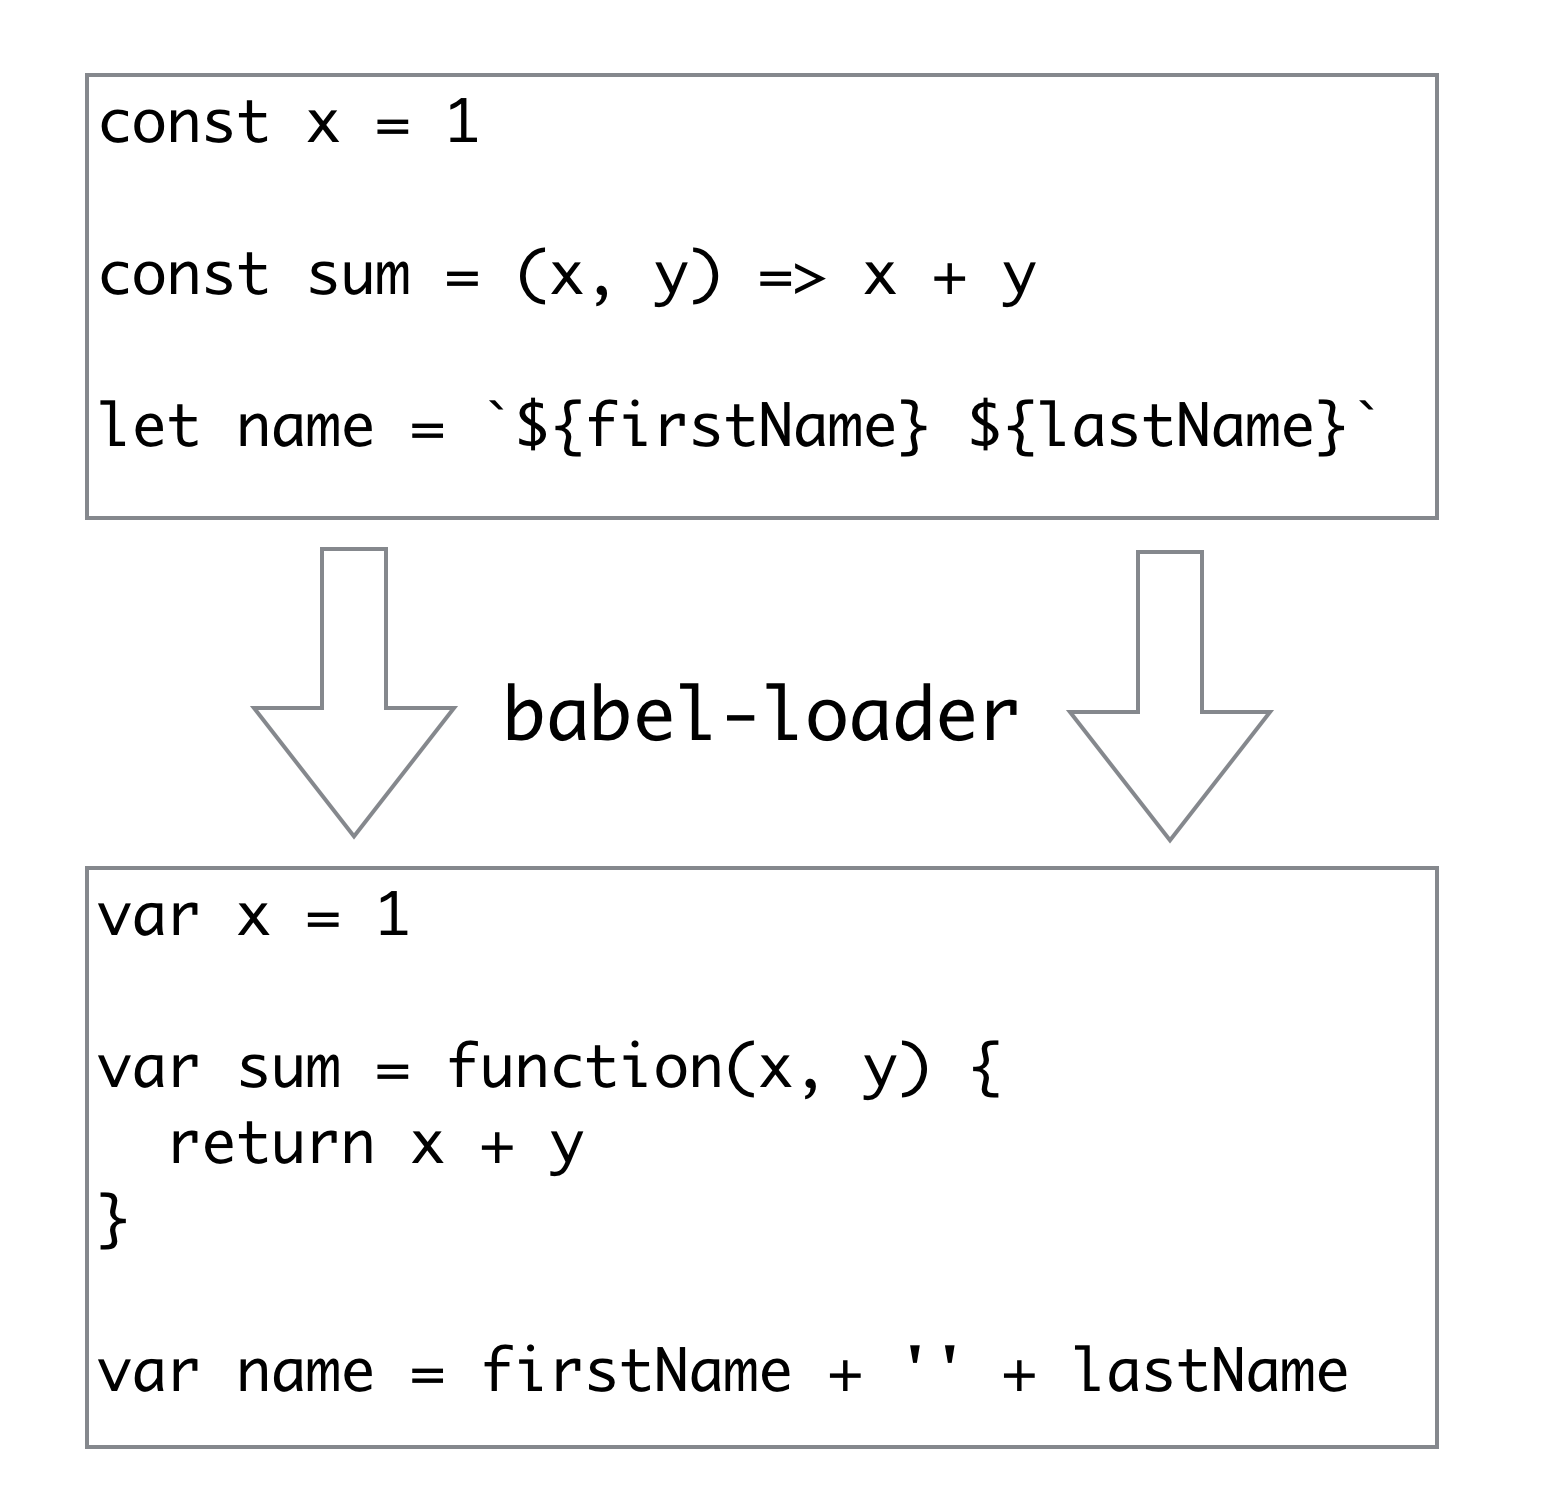 const x = 1
const sum = (x, y) => x + y
let name = `${firstName} ${lastName}`
babel-loader
var x = 1
var sum = function(x, y) {
  return x + y
}
var name = firstName + '' + lastName